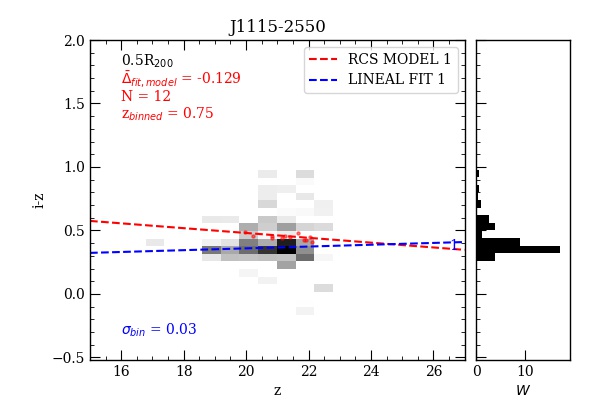 J1115-2550
2.0
1.5
1.0
0.5
0.0
−0.5
i-z
0.5R200
Δ̄fit, model = -0.129
N = 12
zbinned = 0.75
RCS MODEL 1
LINEAL FIT 1
1
σbin = 0.03
16 18 20 22 24 26
z
0 10
W